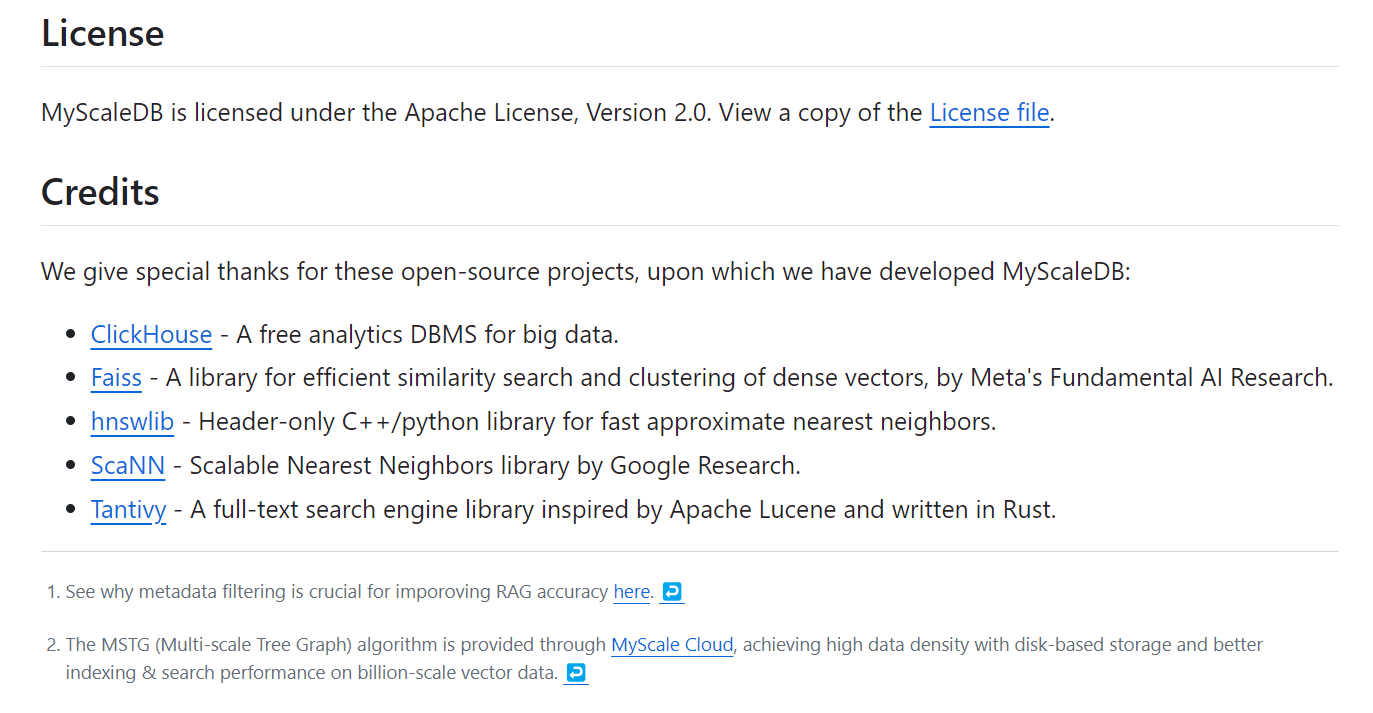 License
MyScaleDB is licensed under the Apache License, Version 2.0. View a copy of the License file.
Credits
We give special thanks for these open-source projects, upon which we have developed MyScaleDB:
• ClickHouse - A free analytics DBMS for big data.
• Faiss - A library for efficient similarity search and clustering of dense vectors, by Meta's Fundamental AI Research.
• hnswlib - Header-only C++/python library for fast approximate nearest neighbors.
• ScaNN - Scalable Nearest Neighbors library by Google Research.
• Tantivy - A full-text search engine library inspired by Apache Lucene and written in Rust.
1. See why metadata filtering is crucial for imporoving RAG accuracy here. ↩
2. The MSTG (Multi-scale Tree Graph) algorithm is provided through MyScale Cloud, achieving high data density with disk-based storage and better
indexing & search performance on billion-scale vector data. ↩